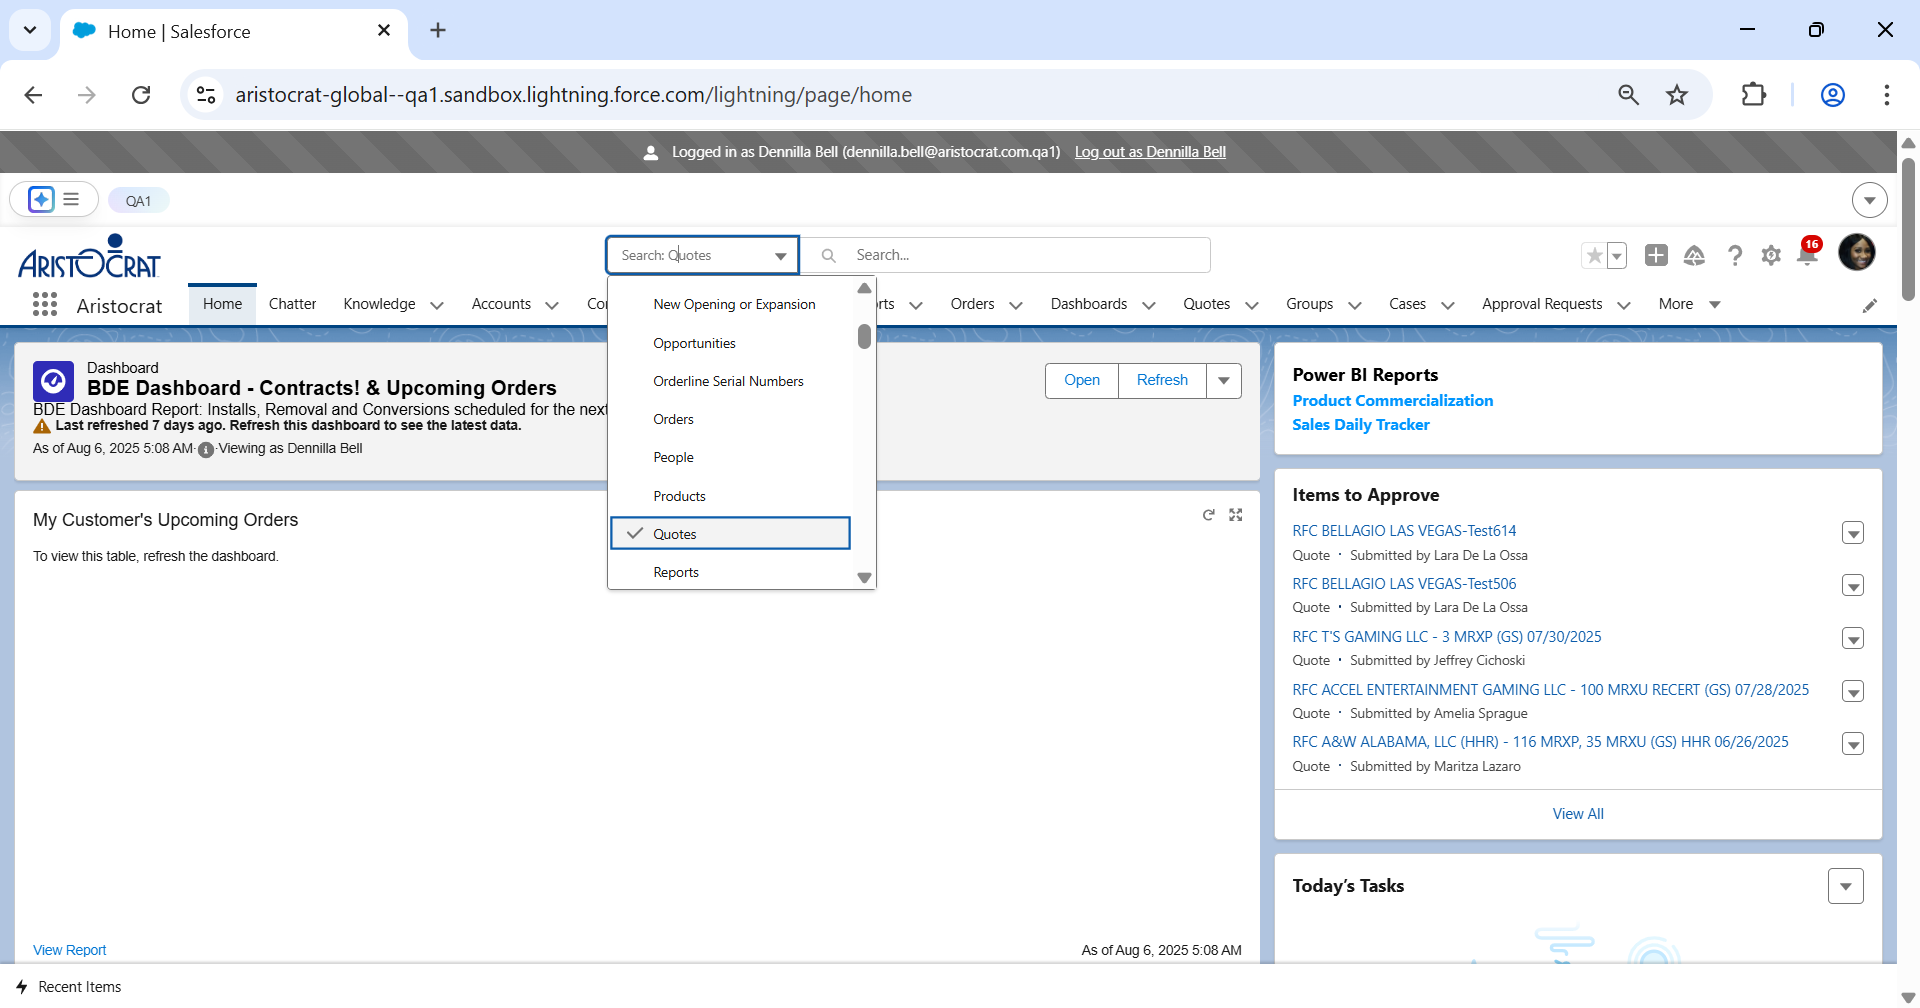 Home | Salesforce
aristocrat-global--qa1.sandbox.lightning.force.com/lightning/page/home
Logged in as Dennilla Bell (dennilla.bell@aristocrat.com.qa1) Log out as Dennilla Bell
QA1
ARISTOCRAT
Search: Quotes
Search...
16
Aristocrat
Home
Chatter
Knowledge
Accounts
Co
rts
Orders
Dashboards
Quotes
Groups
Cases
Approval Requests
More
New Opening or Expansion
Opportunities
Orderline Serial Numbers
Orders
People
Products
Quotes
Reports
Dashboard
BDE Dashboard - Contracts! & Upcoming Orders
BDE Dashboard Report: Installs, Removal and Conversions scheduled for the next
Last refreshed 7 days ago. Refresh this dashboard to see the latest data.
As of Aug 6, 2025 5:08 AM·Viewing as Dennilla Bell
Open
Refresh
My Customer's Upcoming Orders
To view this table, refresh the dashboard.
View Report
As of Aug 6, 2025 5:08 AM
Power BI Reports
Product Commercialization
Sales Daily Tracker
Items to Approve
RFC BELLAGIO LAS VEGAS-Test614
Quote · Submitted by Lara De La Ossa
RFC BELLAGIO LAS VEGAS-Test506
Quote · Submitted by Lara De La Ossa
RFC T'S GAMING LLC - 3 MRXP (GS) 07/30/2025
Quote · Submitted by Jeffrey Cichoski
RFC ACCEL ENTERTAINMENT GAMING LLC - 100 MRXU RECERT (GS) 07/28/2025
Quote · Submitted by Amelia Sprague
RFC A&W ALABAMA, LLC (HHR) - 116 MRXP, 35 MRXU (GS) HHR 06/26/2025
Quote · Submitted by Maritza Lazaro
View All
Today's Tasks
Recent Items